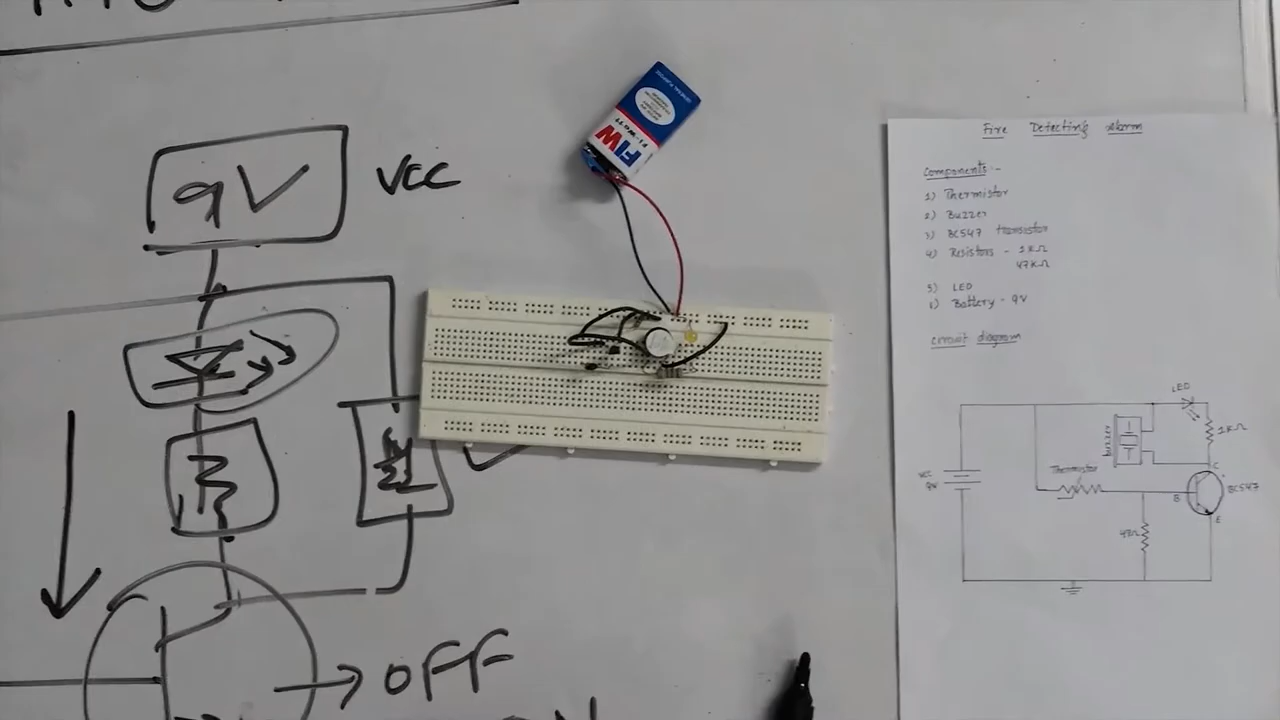 9V
VCC
OFF
HW
Fire Detecting alarm
Components:-
1) Thermistor
2) Buzzer
3) BC547 transistor
4) Resistors - 1KΩ
47KΩ
5) LED
6) Battery - 9V
circuit diagram
LED
1KΩ
buzzer
Thermistor
VCC
9V
C
B
BC547
E